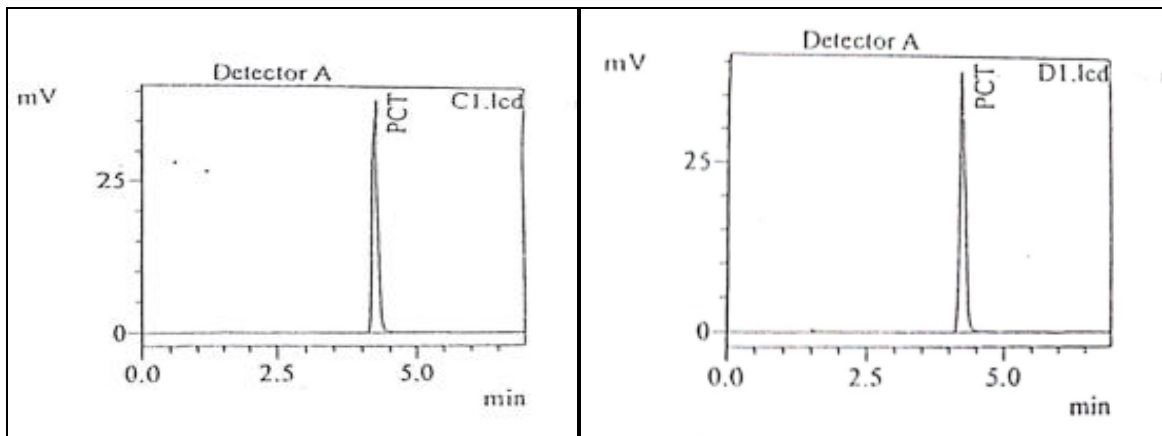 Detector A
mV
C1.lcd
PCT
25
0
0.0 2.5 5.0
min
Detector A
mV
D1.lcd
PCT
25
0
0.0 2.5 5.0
min